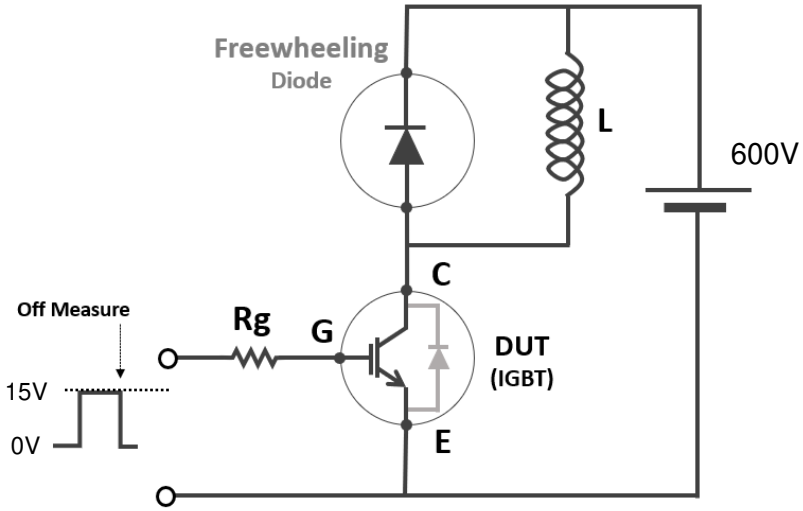 Freewheeling
Diode
L
600V
C
Off Measure
Rg
G
DUT
(IGBT)
15V
0V
E